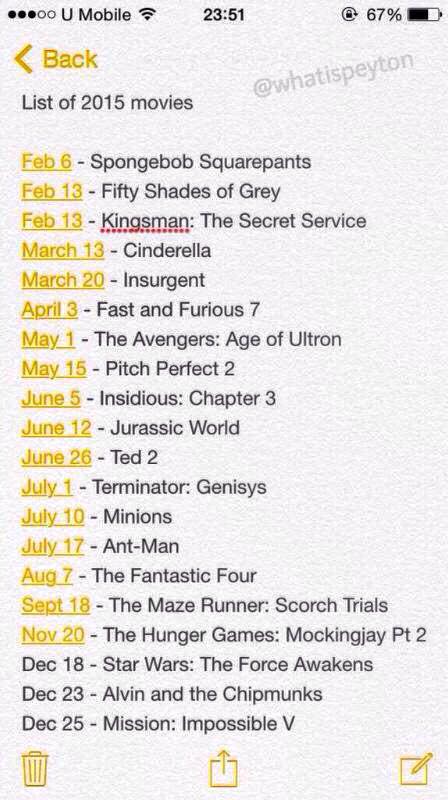 U Mobile 23:51 67%
Back
@whatispeyton
List of 2015 movies
Feb 6 - Spongebob Squarepants
Feb 13 - Fifty Shades of Grey
Feb 13 - Kingsman: The Secret Service
March 13 - Cinderella
March 20 - Insurgent
April 3 - Fast and Furious 7
May 1 - The Avengers: Age of Ultron
May 15 - Pitch Perfect 2
June 5 - Insidious: Chapter 3
June 12 - Jurassic World
June 26 - Ted 2
July 1 - Terminator: Genisys
July 10 - Minions
July 17 - Ant-Man
Aug 7 - The Fantastic Four
Sept 18 - The Maze Runner: Scorch Trials
Nov 20 - The Hunger Games: Mockingjay Pt 2
Dec 18 - Star Wars: The Force Awakens
Dec 23 - Alvin and the Chipmunks
Dec 25 - Mission: Impossible V